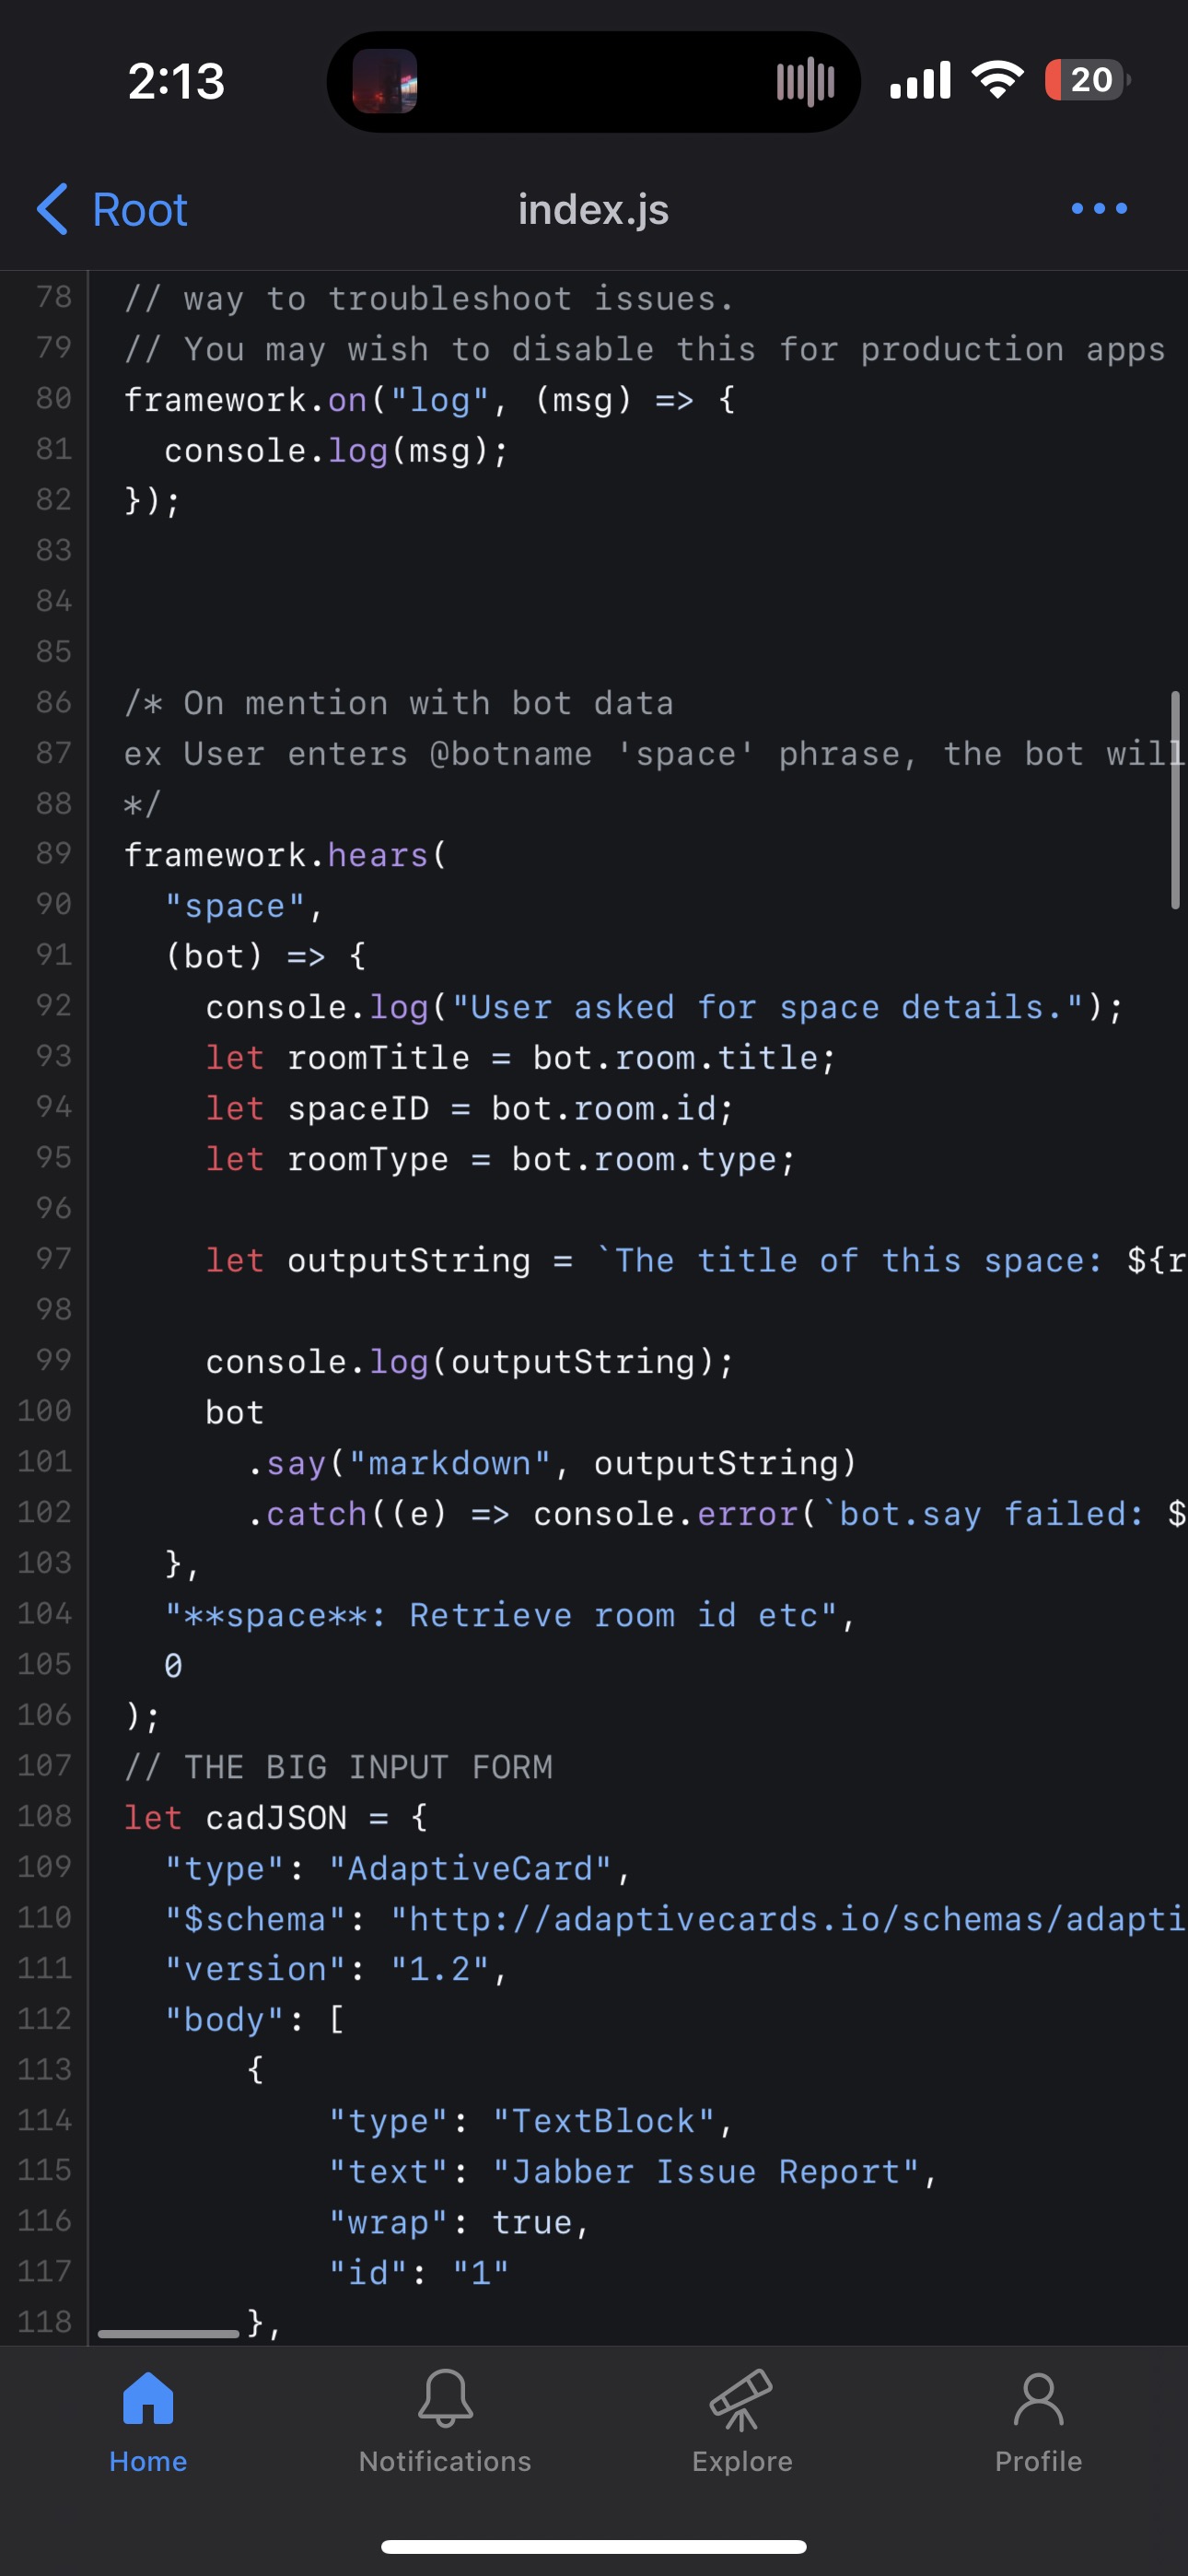 2:13
20
Root
index.js
78 // way to troubleshoot issues.
79 // You may wish to disable this for production apps
80 framework.on("log", (msg) => {
81   console.log(msg);
82 });
83
84
85
86 /* On mention with bot data
87 ex User enters @botname 'space' phrase, the bot will
88 */
89 framework.hears(
90   "space",
91   (bot) => {
92     console.log("User asked for space details.");
93     let roomTitle = bot.room.title;
94     let spaceID = bot.room.id;
95     let roomType = bot.room.type;
96
97     let outputString = `The title of this space: ${r
98
99     console.log(outputString);
100     bot
101       .say("markdown", outputString)
102       .catch((e) => console.error(`bot.say failed: $
103   },
104   "**space**: Retrieve room id etc",
105   0
106 );
107 // THE BIG INPUT FORM
108 let cadJSON = {
109   "type": "AdaptiveCard",
110   "$schema": "http://adaptivecards.io/schemas/adapti
111   "version": "1.2",
112   "body": [
113       {
114           "type": "TextBlock",
115           "text": "Jabber Issue Report",
116           "wrap": true,
117           "id": "1"
118       },
Home
Notifications
Explore
Profile